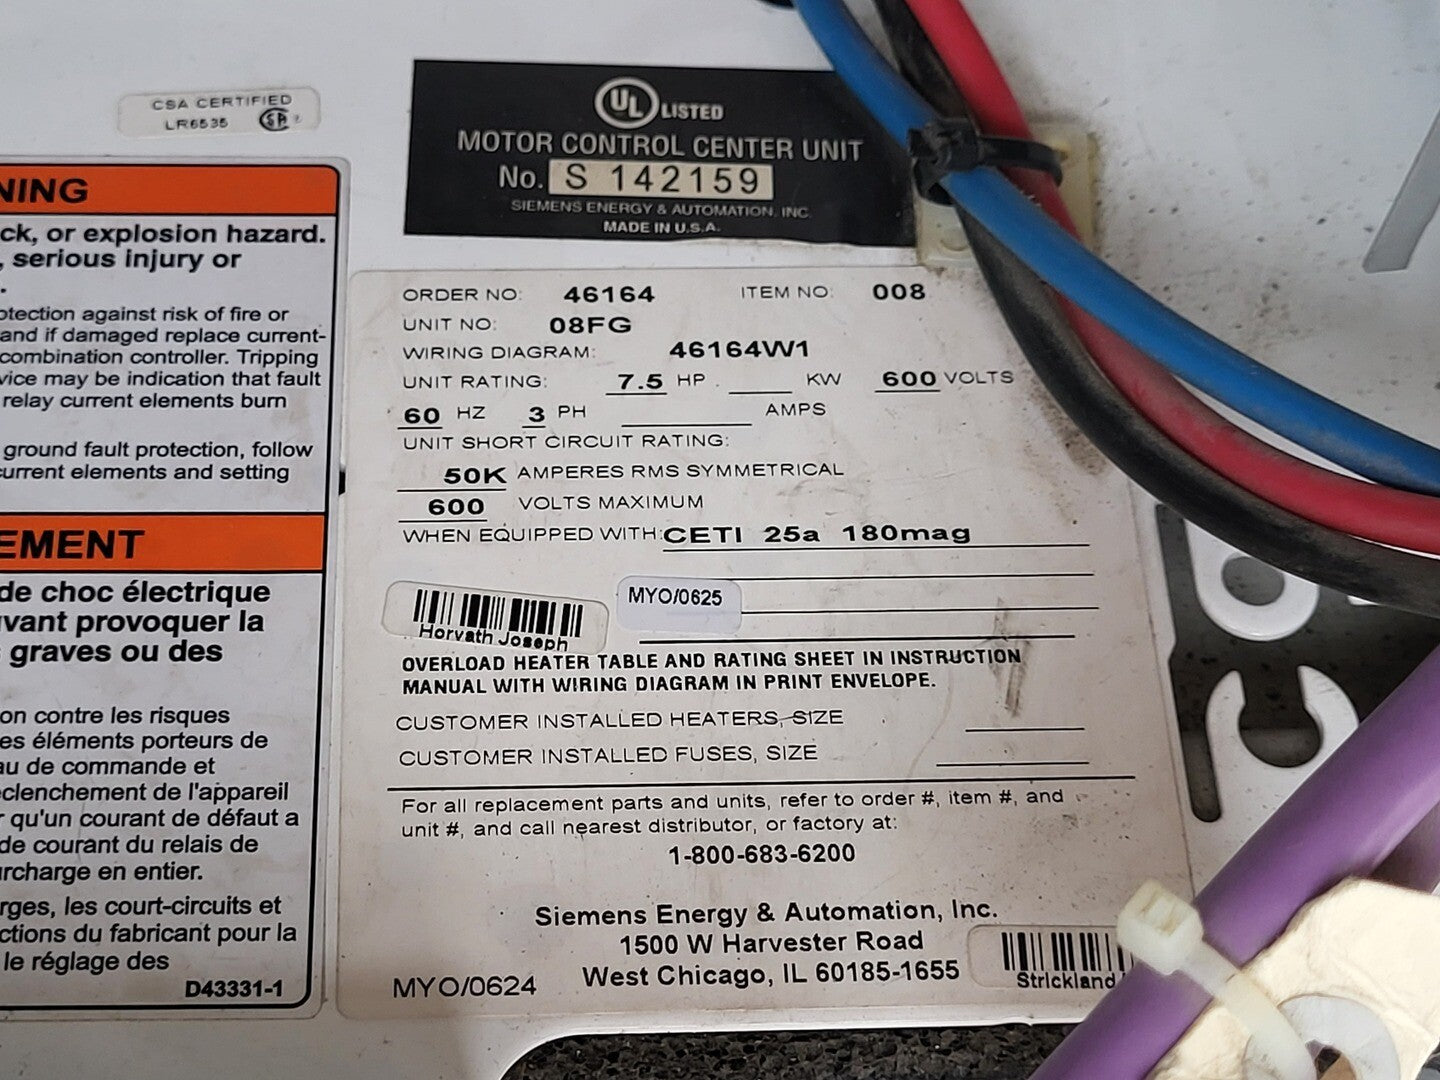 CSA CERTIFIED
LR6535
UL LISTED
MOTOR CONTROL CENTER UNIT
No. S 142159
SIEMENS ENERGY & AUTOMATION, INC.
MADE IN U.S.A.
NING
ck, or explosion hazard.
, serious injury or
.
otection against risk of fire or
and if damaged replace current-
combination controller. Tripping
vice may be indication that fault
relay current elements burn
ground fault protection, follow
current elements and setting
EMENT
de choc électrique
uvant provoquer la
s graves ou des
on contre les risques
es éléments porteurs de
au de commande et
éclenchement de l'appareil
r qu'un courant de défaut a
de courant du relais de
urcharge en entier.
rges, les court-circuits et
ctions du fabricant pour la
le réglage des
D43331-1
ORDER NO: 46164 ITEM NO: 008
UNIT NO: 08FG
WIRING DIAGRAM: 46164W1
UNIT RATING: 7.5 HP . KW 600 VOLTS
60 HZ 3 PH AMPS
UNIT SHORT CIRCUIT RATING:
50K AMPERES RMS SYMMETRICAL
600 VOLTS MAXIMUM
WHEN EQUIPPED WITH: CETI 25a 180mag
Horvath Joseph
MYO/0625
OVERLOAD HEATER TABLE AND RATING SHEET IN INSTRUCTION
MANUAL WITH WIRING DIAGRAM IN PRINT ENVELOPE.
CUSTOMER INSTALLED HEATERS, SIZE
CUSTOMER INSTALLED FUSES, SIZE
For all replacement parts and units, refer to order #, item #, and
unit #, and call nearest distributor, or factory at:
1-800-683-6200
Siemens Energy & Automation, Inc.
1500 W Harvester Road
West Chicago, IL 60185-1655
MYO/0624
Strickland